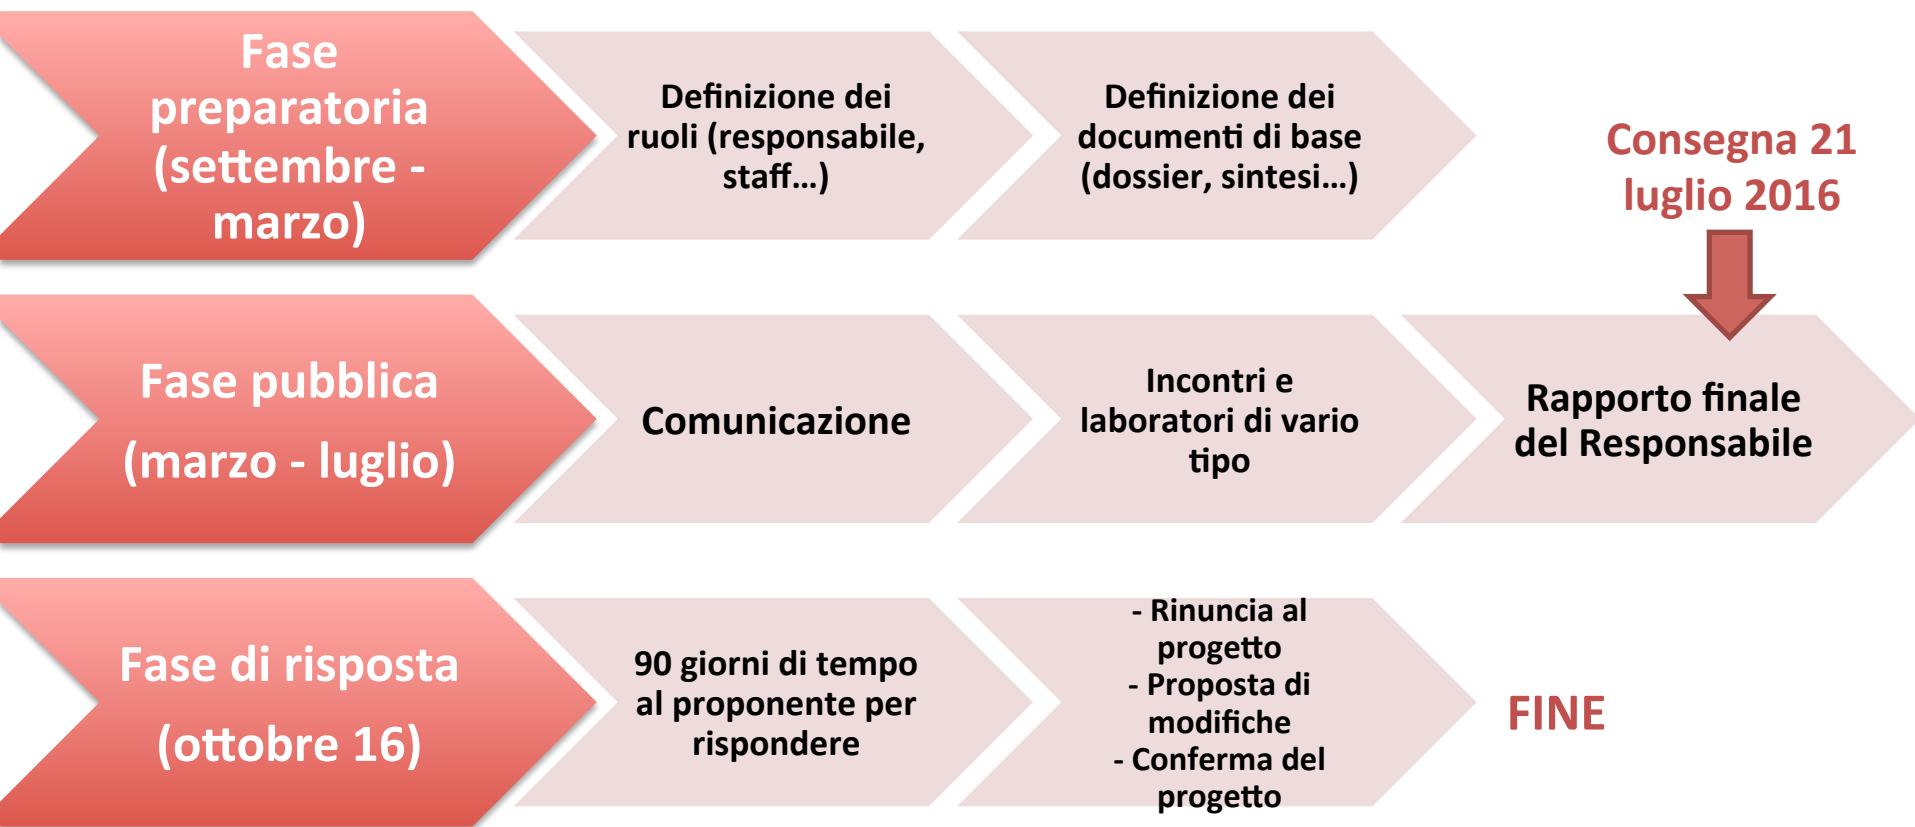 Fase
preparatoria
(settembre -
marzo)
Definizione dei
ruoli (responsabile,
staff...)
Definizione dei
documenti di base
(dossier, sintesi...)
Consegna 21
luglio 2016
Fase pubblica
(marzo - luglio)
Comunicazione
Incontri e
laboratori di vario
tipo
Rapporto finale
del Responsabile
Fase di risposta
(ottobre 16)
90 giorni di tempo
al proponente per
rispondere
- Rinuncia al
progetto
- Proposta di
modifiche
- Conferma del
progetto
FINE